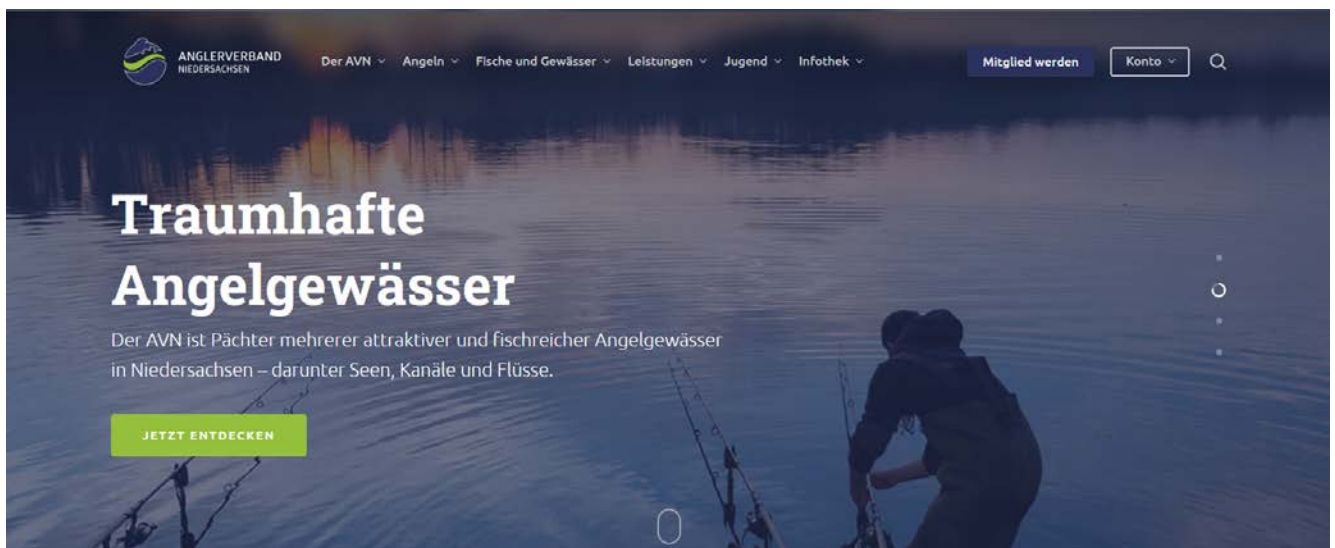 ANGLERVERBAND
NIEDERSACHSEN
Der AVN Angeln Fische und Gewässer Leistungen Jugend Infothek Mitglied werden Konto
Traumhafte
Angelgewässer
Der AVN ist Pächter mehrerer attraktiver und fischreicher Angelgewässer
in Niedersachsen – darunter Seen, Kanäle und Flüsse.
JETZT ENTDECKEN